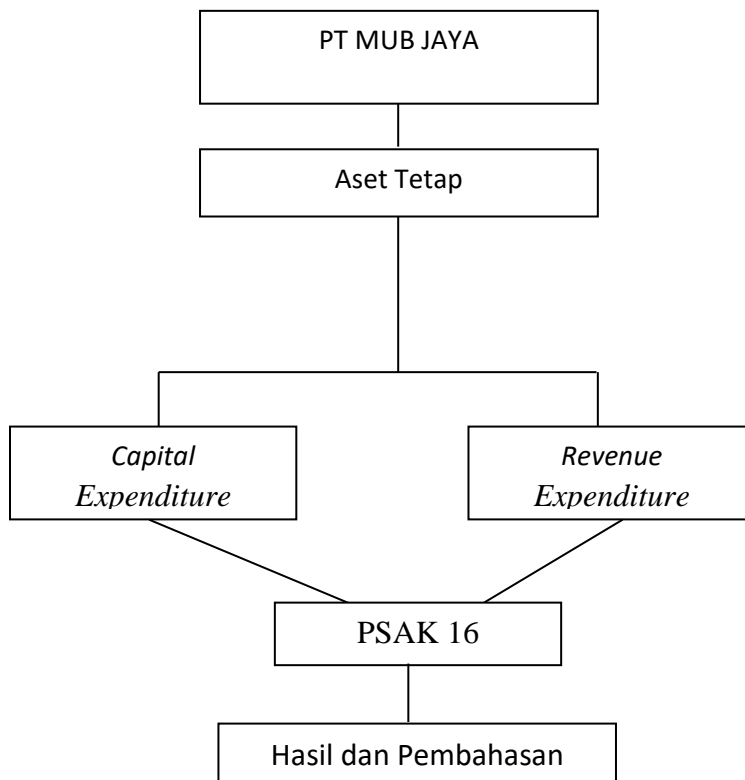 PT MUB JAYA
Aset Tetap
Capital
Expenditure
Revenue
Expenditure
PSAK 16
Hasil dan Pembahasan